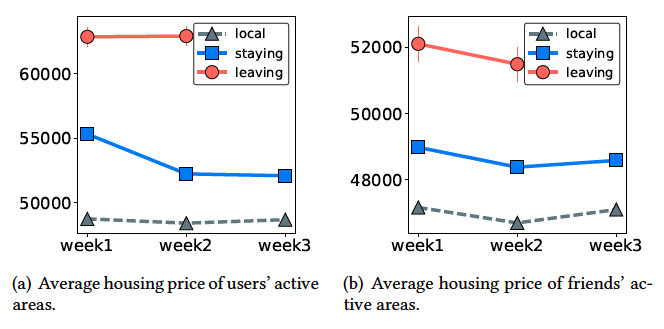 local
staying
leaving
60000
55000
50000
week1 week2 week3
(a) Average housing price of users' active
areas.
local
staying
leaving
52000
50000
48000
week1 week2 week3
(b) Average housing price of friends' ac-
tive areas.